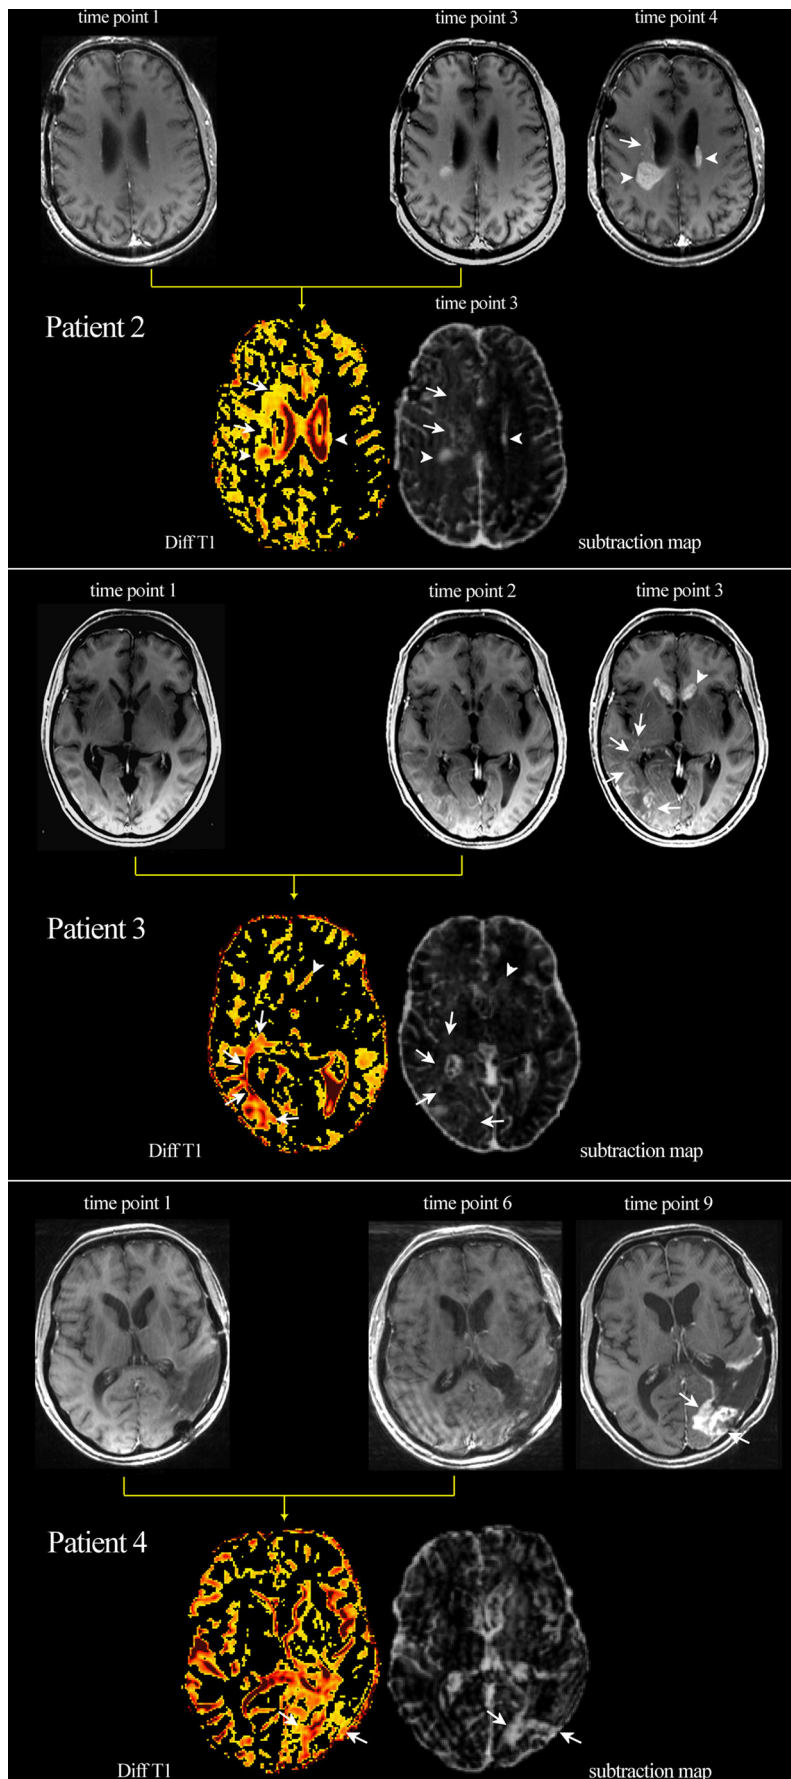 time point 1
time point 3
time point 4
time point 3
Patient 2
Diff T1
subtraction map
time point 1
time point 2
time point 3
Patient 3
Diff T1
subtraction map
time point 1
time point 6
time point 9
Patient 4
Diff T1
subtraction map